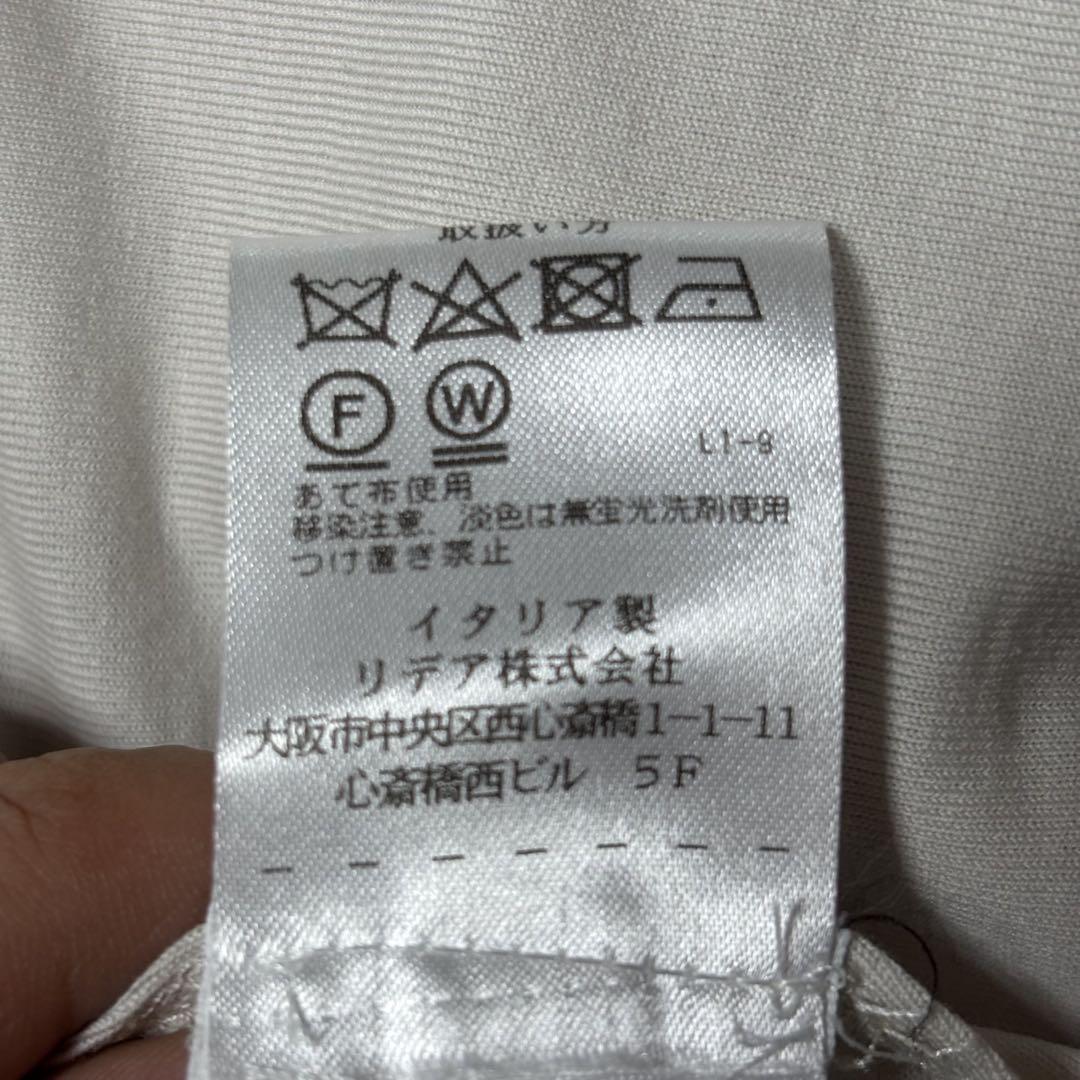 取扱い方
F W
L1-9
あて布使用
移染注意、淡色は無蛍光洗剤使用
つけ置き禁止
イタリア製
リデア株式会社
大阪市中央区西心斎橋1-1-11
心斎橋西ビル 5F